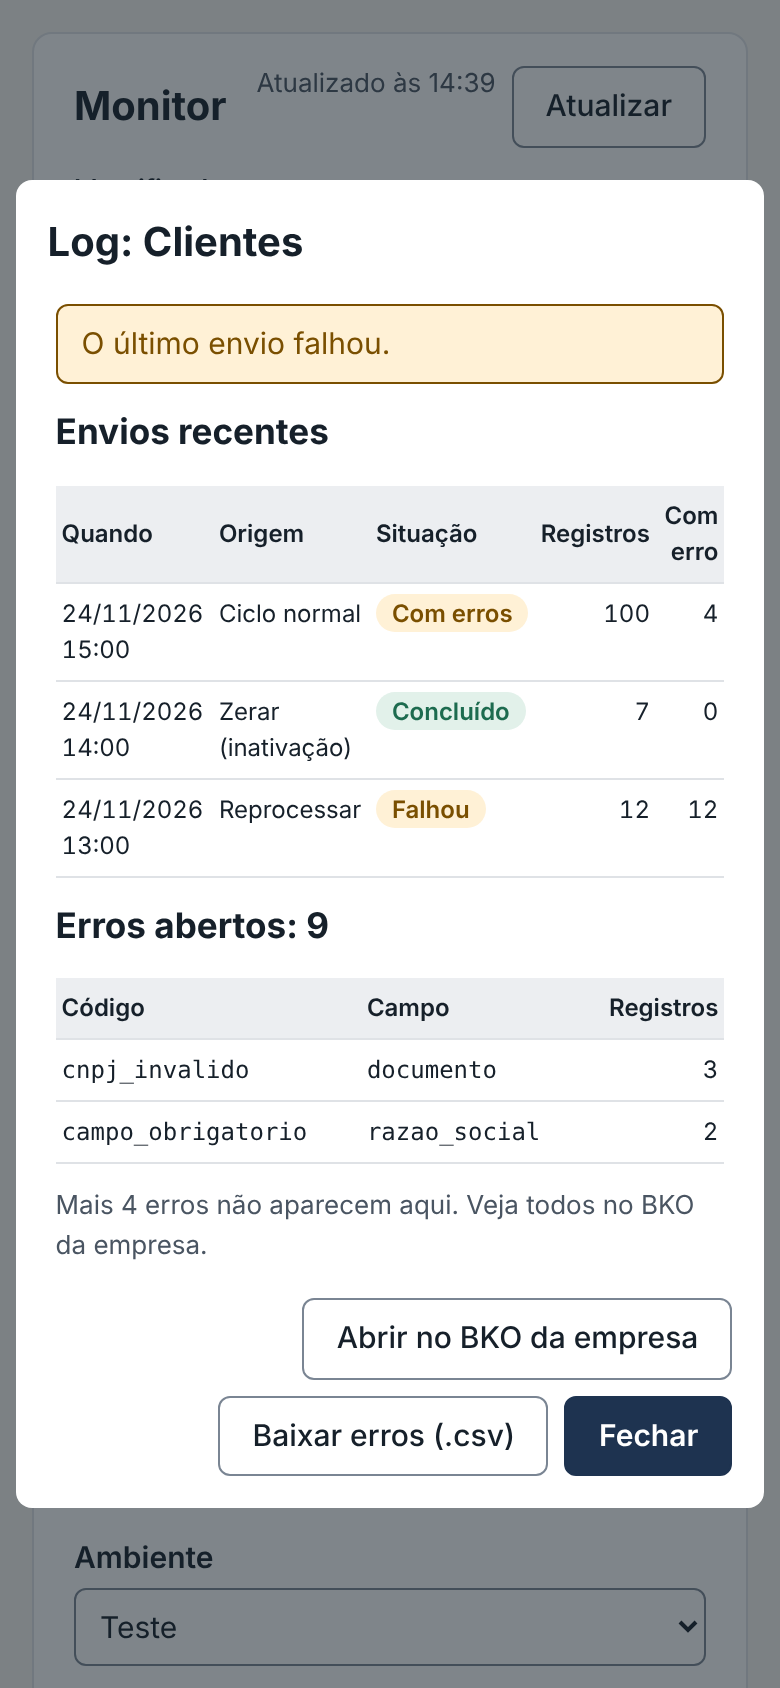 Monitor
Atualizado às 14:39
Atualizar
Log: Clientes
O último envio falhou.
Envios recentes
Quando Origem Situação Registros Com erro
24/11/2026 15:00 Ciclo normal Com erros 100 4
24/11/2026 14:00 Zerar (inativação) Concluído 7 0
24/11/2026 13:00 Reprocessar Falhou 12 12
Erros abertos: 9
Código Campo Registros
cnpj_invalido documento 3
campo_obrigatorio razao_social 2
Mais 4 erros não aparecem aqui. Veja todos no BKO
da empresa.
Abrir no BKO da empresa
Baixar erros (.csv) Fechar
Ambiente
Teste